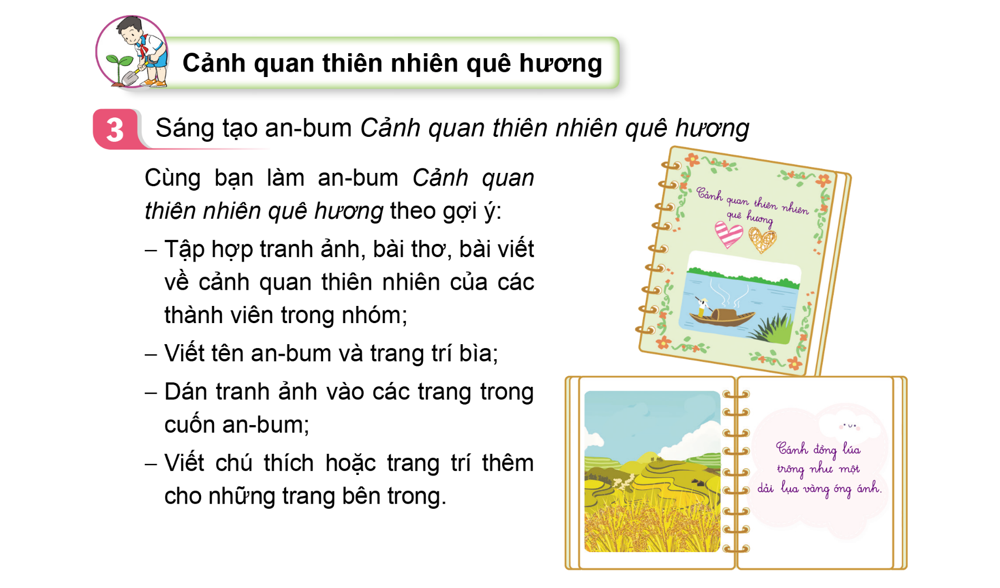 Cảnh quan thiên nhiên quê hương
3 Sáng tạo an-bum Cảnh quan thiên nhiên quê hương
Cùng bạn làm an-bum Cảnh quan
thiên nhiên quê hương theo gợi ý:
– Tập hợp tranh ảnh, bài thơ, bài viết
về cảnh quan thiên nhiên của các
thành viên trong nhóm;
– Viết tên an-bum và trang trí bìa;
– Dán tranh ảnh vào các trang trong
cuốn an-bum;
– Viết chú thích hoặc trang trí thêm
cho những trang bên trong.
Cảnh quan thiên nhiên
quê hương
Cánh đồng lúa
trông như một
dải lụa vàng óng ánh.